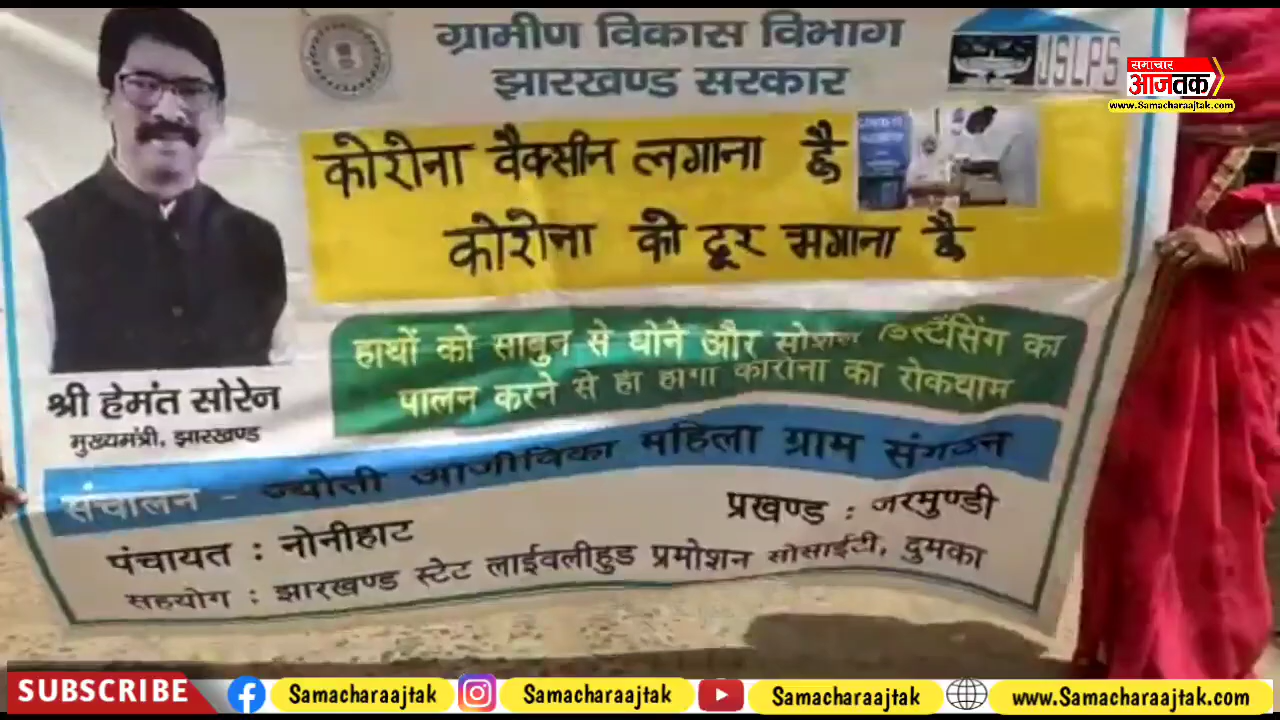 ग्रामीण विकास विभाग
झारखण्ड सरकार
JSLPS
समाचार
आजतक
www.Samacharaajtak.com
कोरोना वैक्सीन लगाना है
कोरोना को दूर भगाना है
हाथों को साबुन से धोने और सोशल डिस्टैंसिंग का
पालन करने से ही होगा कोरोना का रोकथाम
श्री हेमंत सोरेन
मुख्यमंत्री, झारखण्ड
संचालन - ज्योती आजीविका महिला ग्राम संगठन
पंचायत : नोनीहाट
प्रखण्ड : जरमुण्डी
सहयोग : झारखण्ड स्टेट लाईवलीहुड प्रमोशन सोसाईटी, दुमका
SUBSCRIBE
Samacharaajtak
Samacharaajtak
Samacharaajtak
www.Samacharaajtak.com